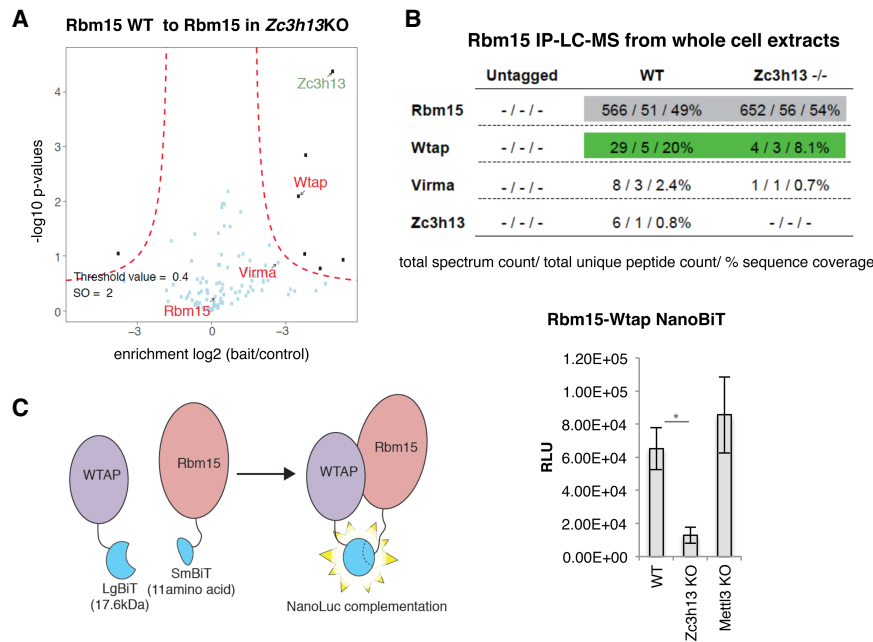 A
Rbm15 WT to Rbm15 in Zc3h13KO
4
3
2
1
0
-log10 p-values
Zc3h13
Wtap
Virma
Rbm15
Threshold value = 0.4
SO = 2
−3
0
−3
enrichment log2 (bait/control)
B
Rbm15 IP-LC-MS from whole cell extracts
Untagged WT Zc3h13 -/-
Rbm15 - / - / - 566 / 51 / 49% 652 / 56 / 54%
Wtap - / - / - 29 / 5 / 20% 4 / 3 / 8.1%
Virma - / - / - 8 / 3 / 2.4% 1 / 1 / 0.7%
Zc3h13 - / - / - 6 / 1 / 0.8% - / - / -
total spectrum count/ total unique peptide count/ % sequence coverage
C
WTAP
Rbm15
LgBiT
(17.6kDa)
SmBiT
(11amino acid)
WTAP
Rbm15
NanoLuc complementation
Rbm15-Wtap NanoBiT
1.20E+05
1.00E+05
8.00E+04
6.00E+04
4.00E+04
2.00E+04
0.00E+00
RLU
*
WT
Zc3h13 KO
Mettl3 KO